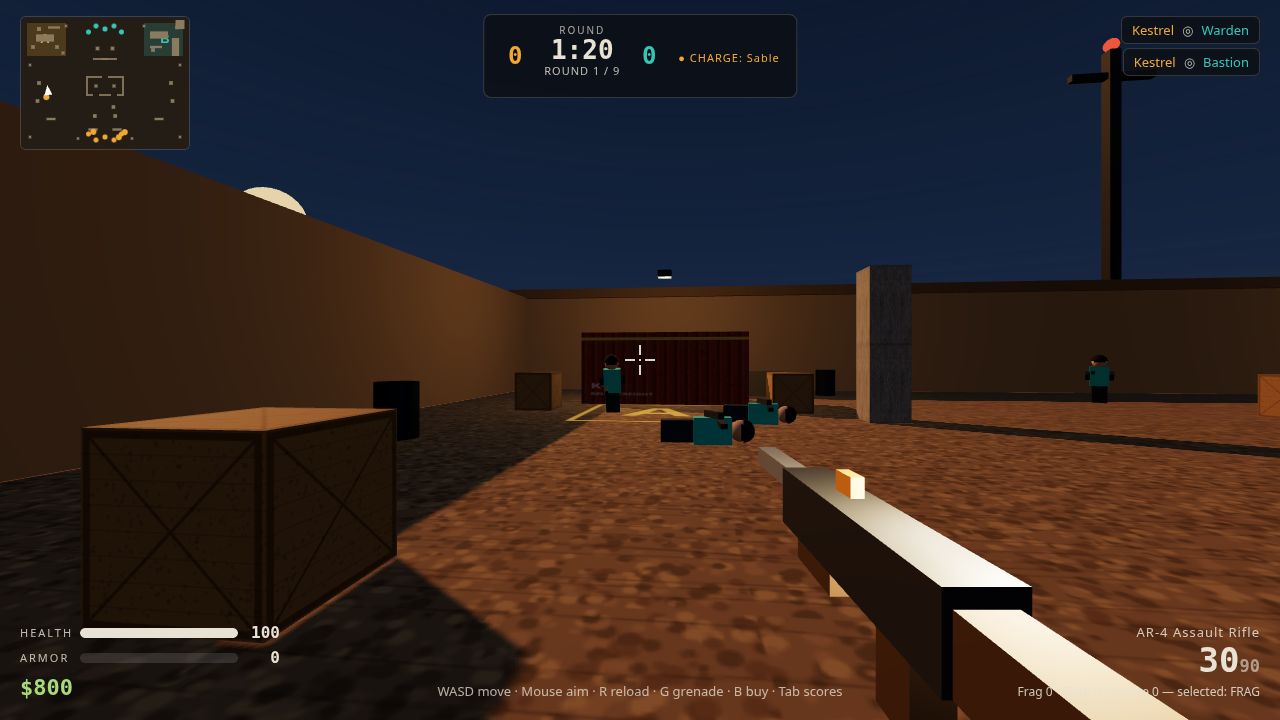 ROUND
0 1:20 0 ● CHARGE: Sable
ROUND 1 / 9
Kestrel ◎ Warden
Kestrel ◎ Bastion
B
A
HEALTH 100
ARMOR 0
$800
WASD move · Mouse aim · R reload · G grenade · B buy · Tab scores
AR-4 Assault Rifle
30 90
Frag 0
0 — selected: FRAG